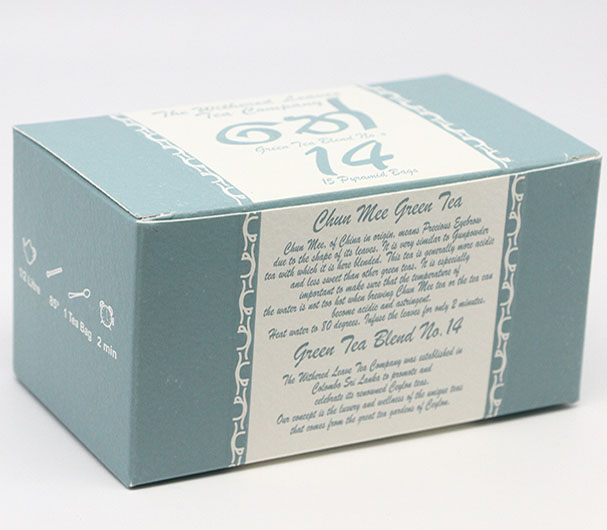 The Withered Leaves
Tea Company
තේ
Green Tea Blend No.
14
15 Pyramid Bags
Chun Mee Green Tea
Chun Mee, of China in origin, means Precious Eyebrow
due to the shape of its leaves. It is very similar to Gunpowder
tea with which it is here blended. This tea is generally more acidic
and less sweet than other green teas. It is especially
important to make sure that the temperature of
the water is not too hot when brewing Chun Mee tea or the tea can
become acidic and astringent.
Heat water to 80 degrees. Infuse the leaves for only 2 minutes.
Green Tea Blend No.14
The Withered Leave Tea Company was established in
Colombo Sri Lanka to promote and
celebrate its renowned Ceylon teas.
Our concept is the luxury and wellness of the unique teas
that comes from the great tea gardens of Ceylon.
80°
1 Tea Bag
2 min